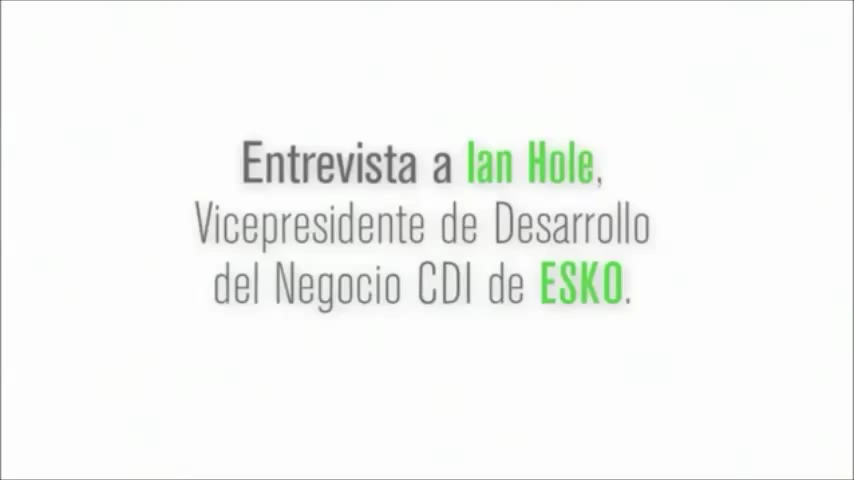 Entrevista a Ian Hole,
Vicepresidente de Desarrollo
del Negocio CDI de ESKO.